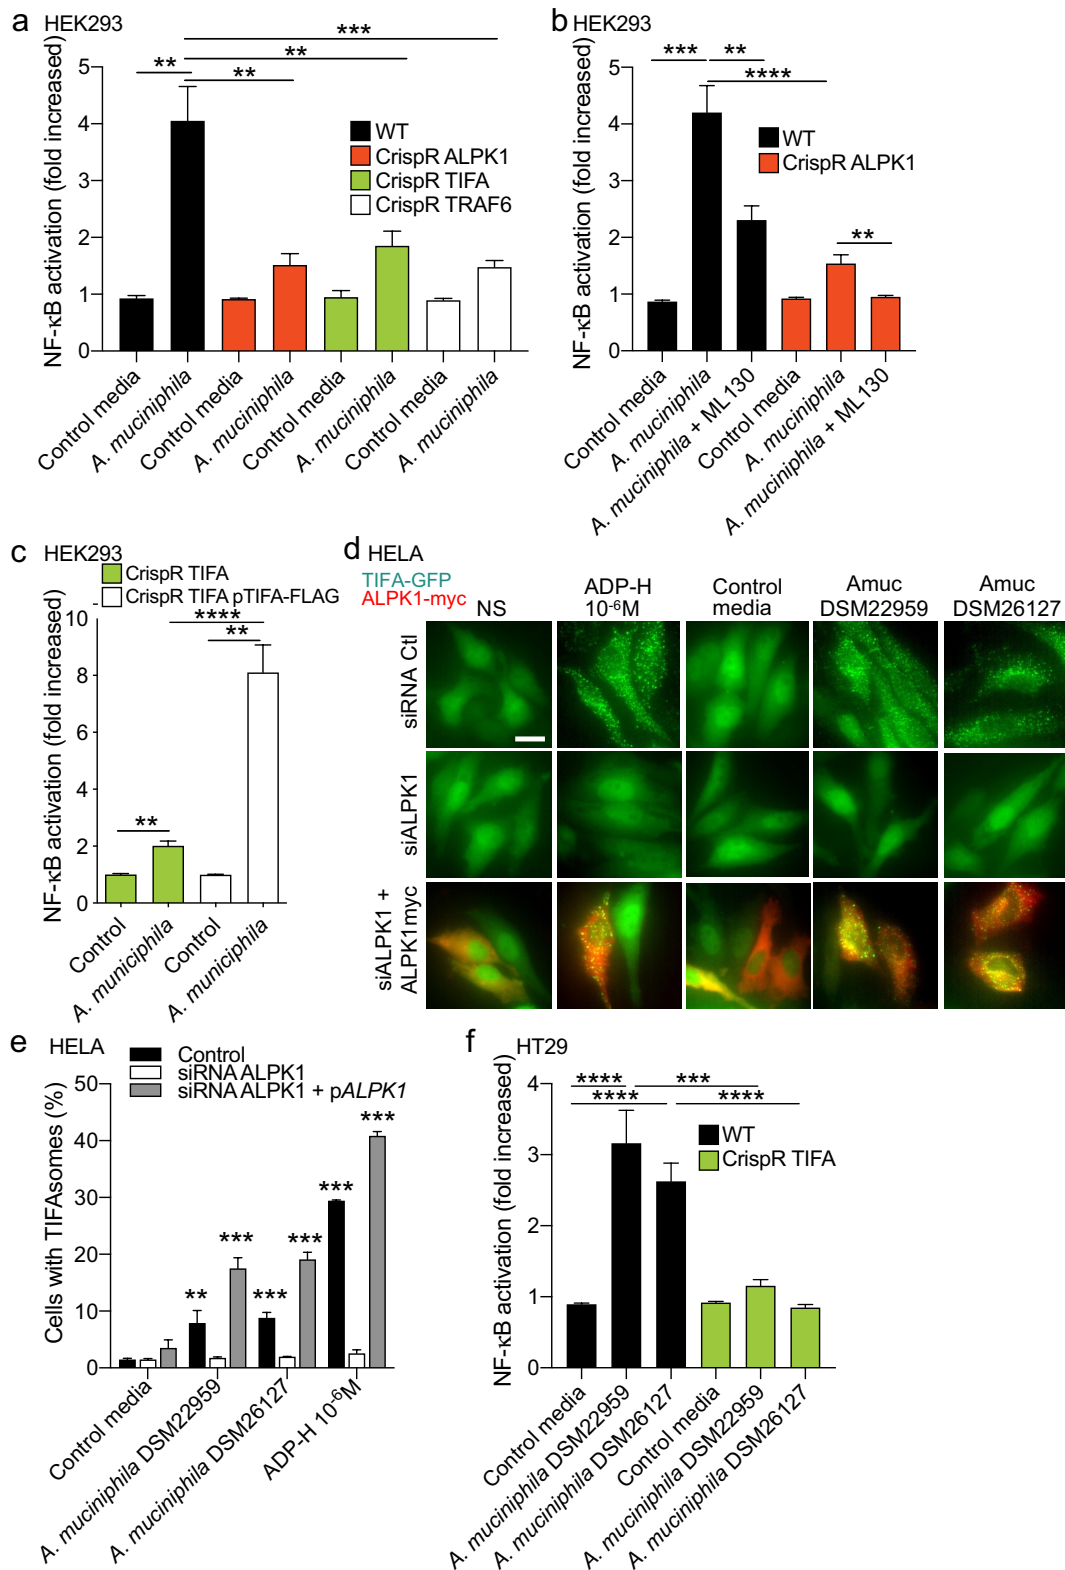 a HEK293
NF-κB activation (fold increased)
5
4
3
2
1
0
**
**
**
***
WT
CrispR ALPK1
CrispR TIFA
CrispR TRAF6
Control media
A. muciniphila
Control media
A. muciniphila
Control media
A. muciniphila
Control media
A. muciniphila
b HEK293
NF-κB activation (fold increased)
5
4
3
2
1
0
*** **
****
**
WT
CrispR ALPK1
Control media
A. muciniphila
A. muciniphila + ML130
Control media
A. muciniphila
A. muciniphila + ML130
c HEK293
CrispR TIFA
CrispR TIFA pTIFA-FLAG
NF-κB activation (fold increased)
10
8
6
4
2
0
****
**
**
Control
A. municiphila
Control
A. municiphila
d HELA
TIFA-GFP
ALPK1-myc
NS
ADP-H
10-6M
Control
media
Amuc
DSM22959
Amuc
DSM26127
siRNA Ctl
siALPK1
siALPK1 +
ALPK1myc
e HELA
Control
siRNA ALPK1
siRNA ALPK1 + pALPK1
Cells with TIFAsomes (%)
50
40
30
20
10
0
**
***
***
***
***
***
Control media
A. muciniphila DSM22959
A. muciniphila DSM26127
ADP-H 10-6M
f HT29
NF-κB activation (fold increased)
4
3
2
1
0
**** ***
**** ****
WT
CrispR TIFA
Control media
A. muciniphila DSM22959
A. muciniphila DSM26127
Control media
A. muciniphila DSM22959
A. muciniphila DSM26127